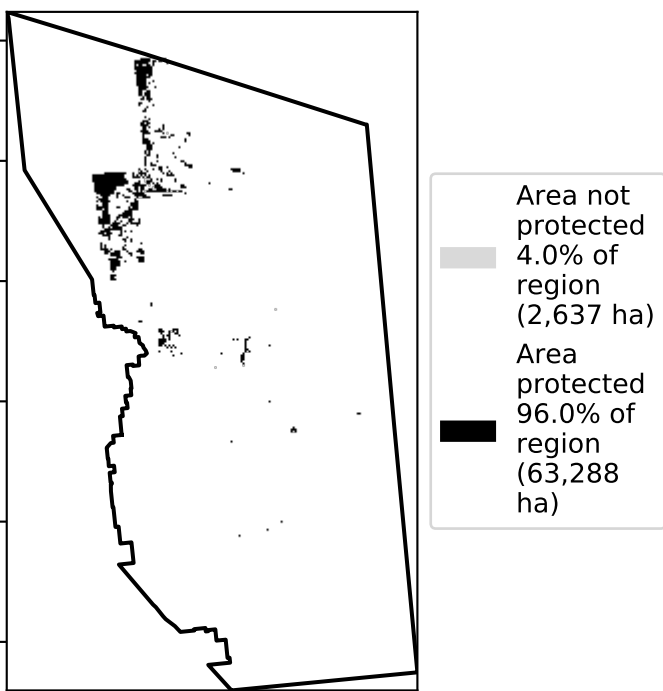 Area not
protected
4.0% of
region
(2,637 ha)
Area
protected
96.0% of
region
(63,288
ha)